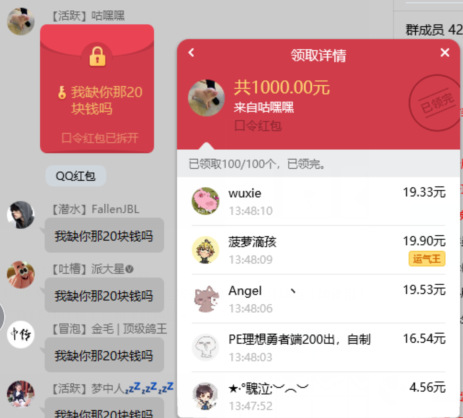 【活跃】咕嘿嘿
我缺你那20
块钱吗
口令红包已拆开
QQ红包
【潜水】FallenJBL
我缺你那20块钱吗
【吐槽】派大星
我缺你那20块钱吗
【冒泡】金毛 | 顶级鸽王
我缺你那20块钱吗
【活跃】梦中人💤💤💤💤
我缺你那20块钱吗
群成员 42
领取详情
共1000.00元
来自咕嘿嘿
口令红包
已领完
已领取100/100个，已领完。
wuxie 19.33元
13:48:10
菠萝滴孩 19.90元
13:48:09 运气王
Angel 丶 19.53元
13:48:06
PE理想勇者端200出，自制 16.54元
13:48:03
★·°騩泣;︶︵︶ 4.56元
13:47:52